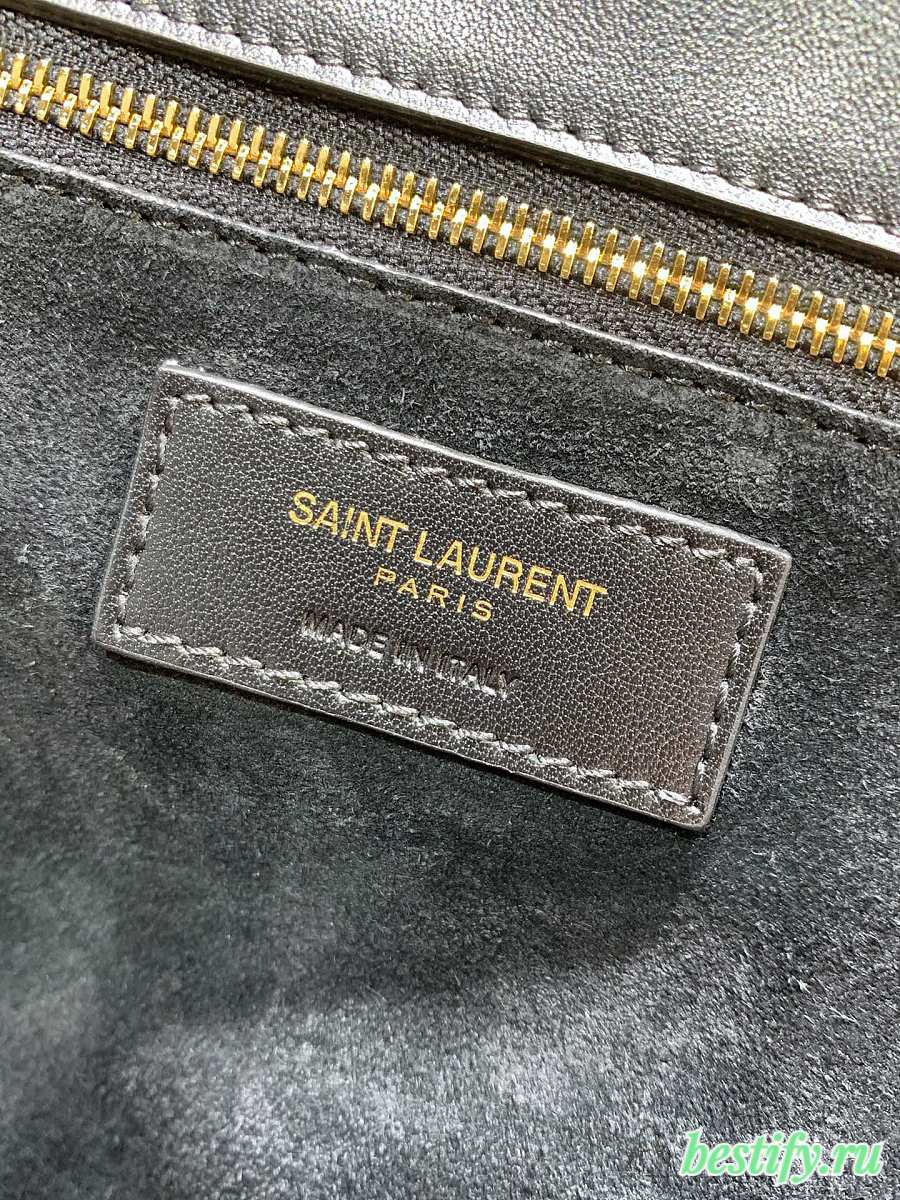 SAINT LAURENT
PARIS
MADE IN ITALY
bestify.ru